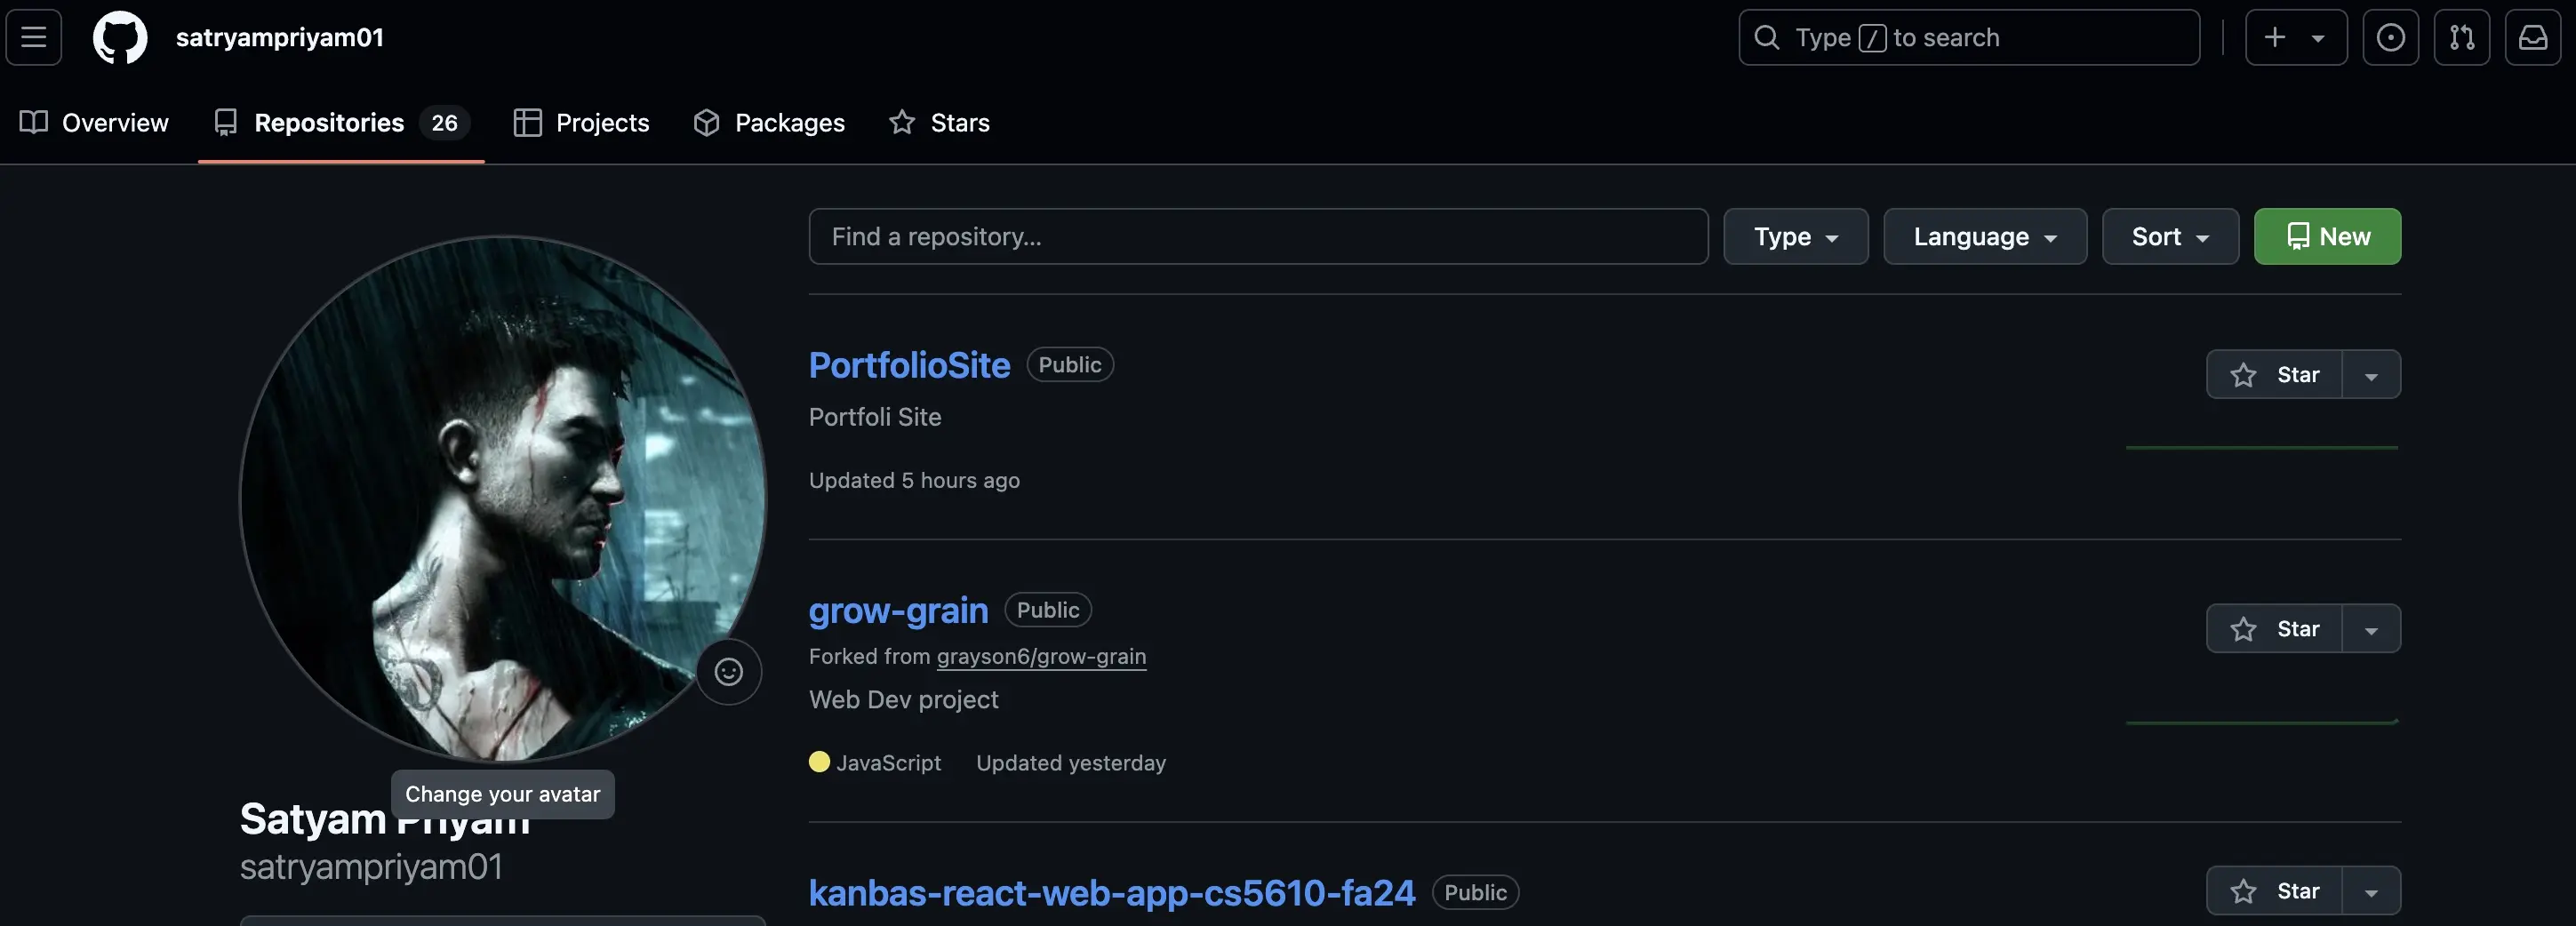 satryampriyam01
Type / to search
Overview
Repositories 26
Projects
Packages
Stars
Find a repository...
Type
Language
Sort
New
PortfolioSite Public
Star
Portfoli Site
Updated 5 hours ago
grow-grain Public
Star
Forked from grayson6/grow-grain
Web Dev project
JavaScript Updated yesterday
kanbas-react-web-app-cs5610-fa24 Public
Star
Change your avatar
Satyam Priyam
satryampriyam01